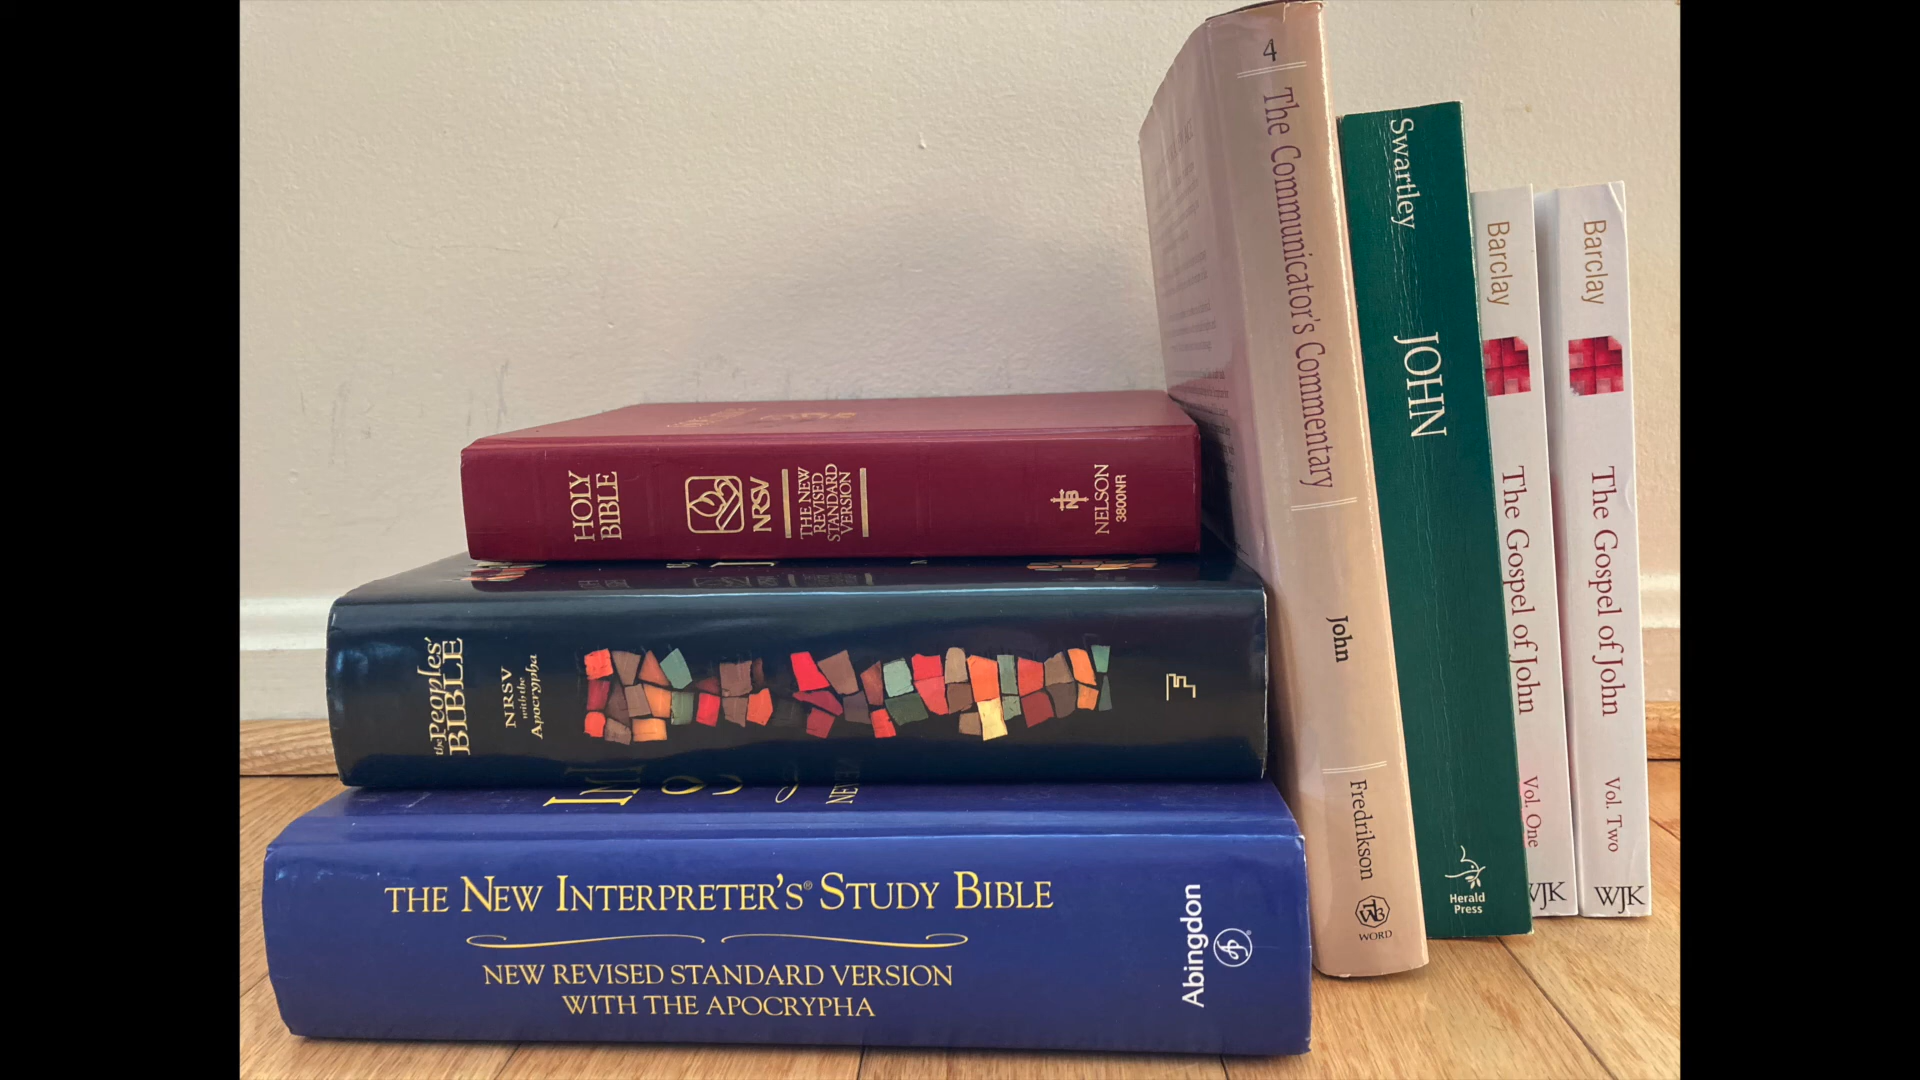 HOLY
BIBLE
NRSV
THE NEW
REVISED
STANDARD
VERSION
NB
NELSON
3800NR
the Peoples'
BIBLE
NRSV
with the
Apocrypha
THE NEW INTERPRETER'S® STUDY BIBLE
NEW REVISED STANDARD VERSION
WITH THE APOCRYPHA
Abingdon
4
The Communicator's Commentary
John
Fredrikson
WORD
Swartley
JOHN
Herald
Press
Barclay
The Gospel of John
Vol. One
WJK
Barclay
The Gospel of John
Vol. Two
WJK